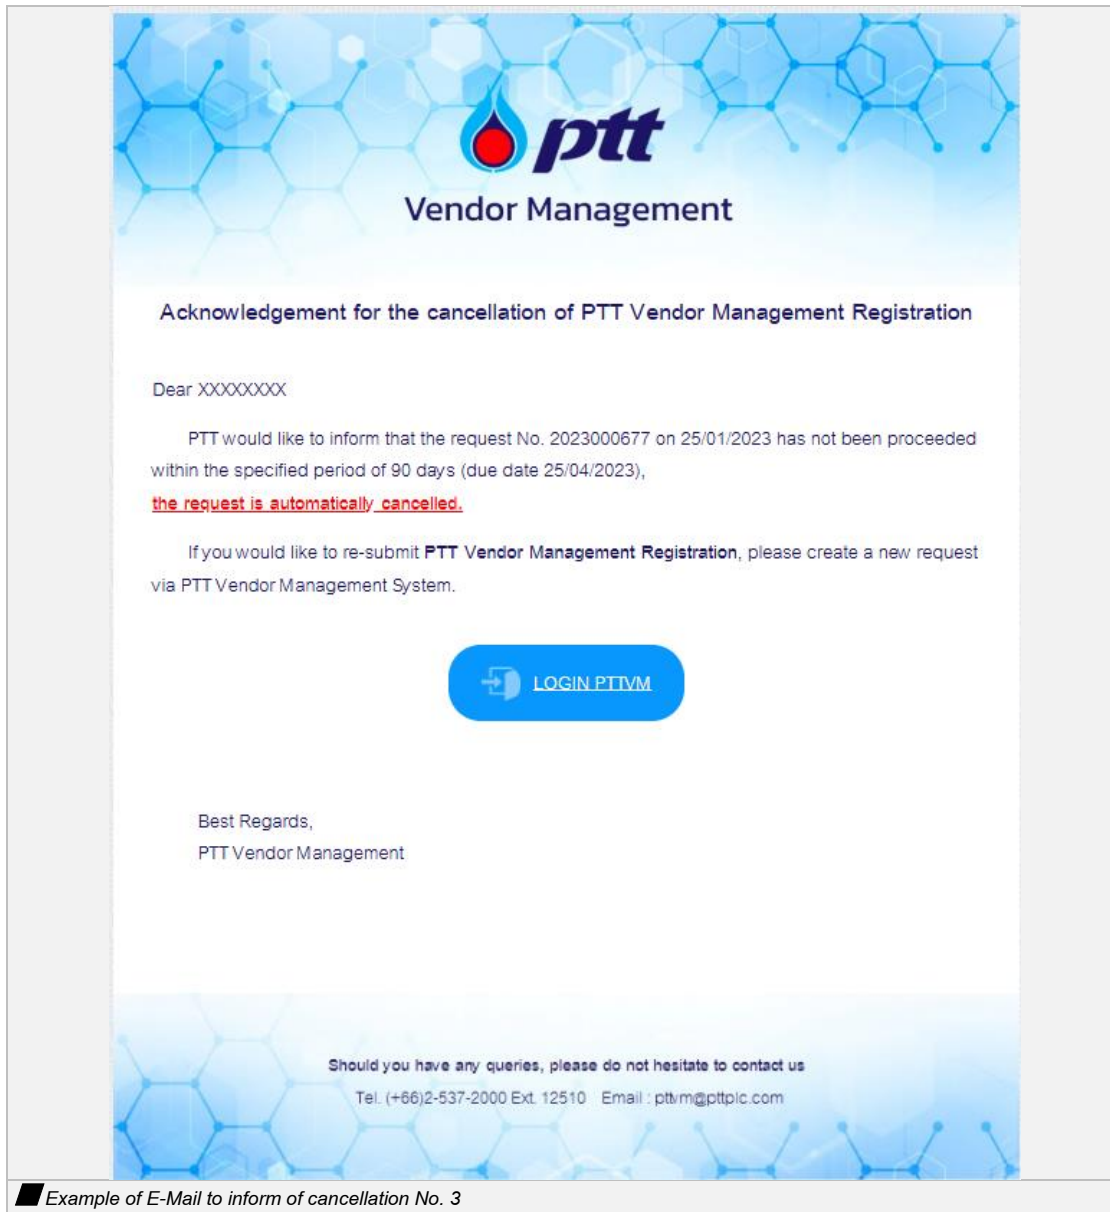 ptt
Vendor Management
Acknowledgement for the cancellation of PTT Vendor Management Registration
Dear XXXXXXXX
PTT would like to inform that the request No. 2023000677 on 25/01/2023 has not been proceeded
within the specified period of 90 days (due date 25/04/2023),
the request is automatically cancelled.
If you would like to re-submit PTT Vendor Management Registration, please create a new request
via PTT Vendor Management System.
LOGIN PTTVM
Best Regards,
PTT Vendor Management
Should you have any queries, please do not hesitate to contact us
Tel. (+66)2-537-2000 Ext. 12510 Email : pttvm@pttplc.com
Example of E-Mail to inform of cancellation No. 3